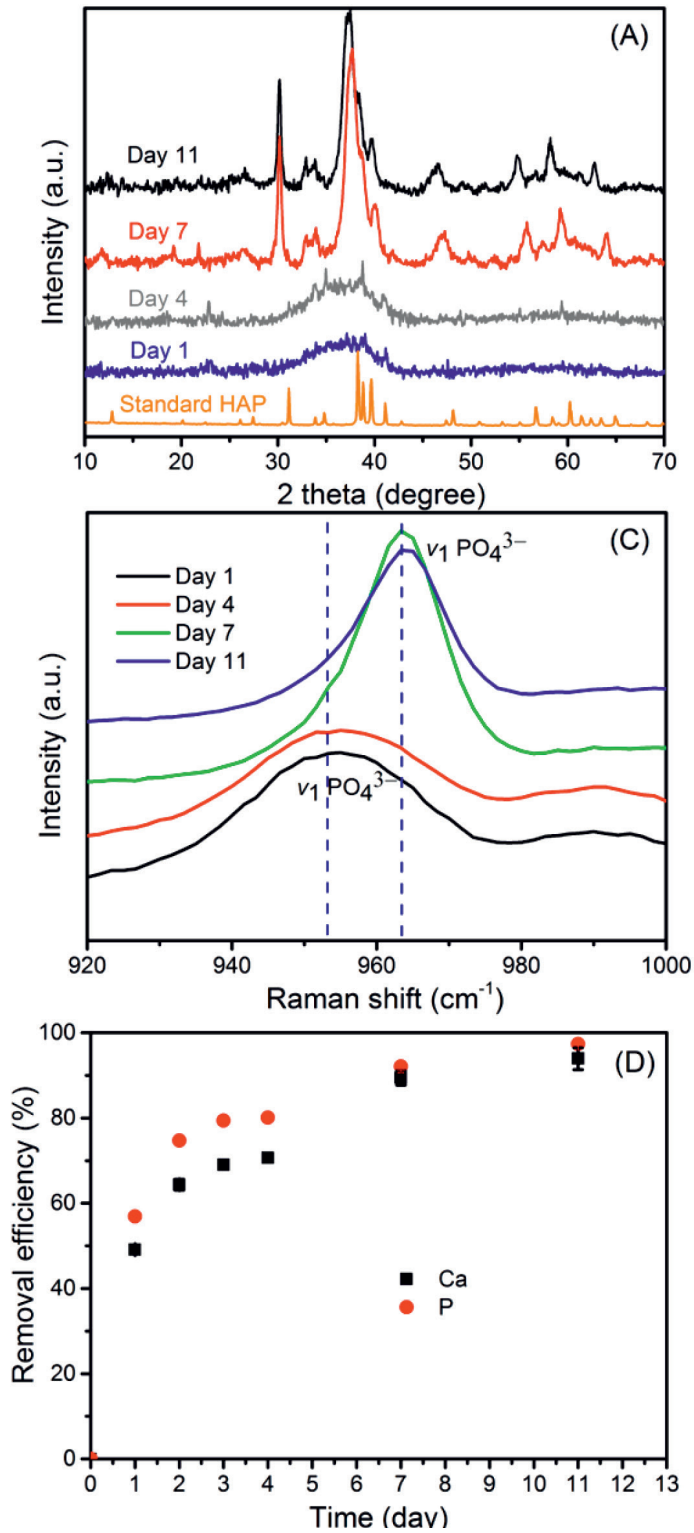 (A)
Day 11
Day 7
Day 4
Day 1
Standard HAP
Intensity (a.u.)
10 20 30 40 50 60 70
2 theta (degree)
(C)
ν₁ PO₄³⁻
Day 1
Day 4
Day 7
Day 11
ν₁ PO₄³⁻
Intensity (a.u.)
920 940 960 980 1000
Raman shift (cm⁻¹)
(D)
100
80
60
40
20
0
Removal efficiency (%)
Ca
P
0 1 2 3 4 5 6 7 8 9 10 11 12 13
Time (day)